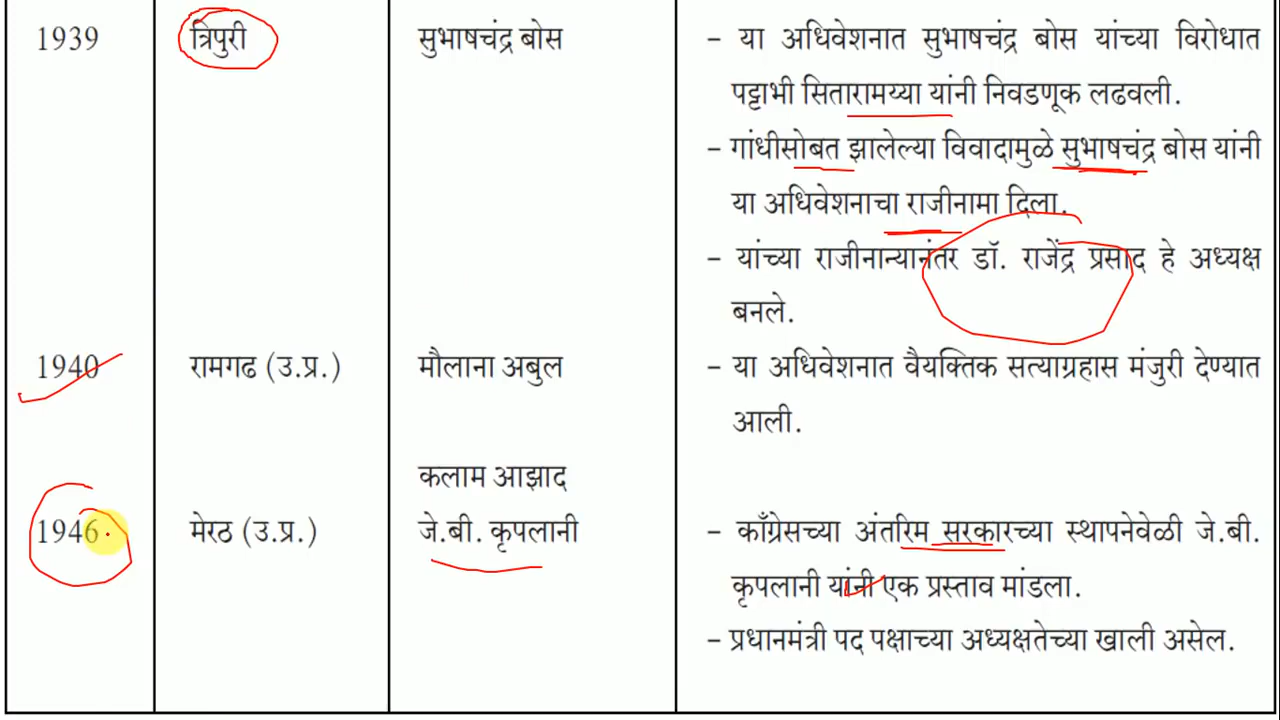 1939 त्रिपुरी सुभाषचंद्र बोस – या अधिवेशनात सुभाषचंद्र बोस यांच्या विरोधात
पट्टाभी सितारामय्या यांनी निवडणूक लढवली.
– गांधीसोबत झालेल्या विवादामुळे सुभाषचंद्र बोस यांनी
या अधिवेशनाचा राजीनामा दिला.
– यांच्या राजीनान्यानंतर डॉ. राजेंद्र प्रसाद हे अध्यक्ष
बनले.
1940 रामगढ (उ.प्र.) मौलाना अबुल – या अधिवेशनात वैयक्तिक सत्याग्रहास मंजुरी देण्यात
आली.
कलाम आझाद
1946 मेरठ (उ.प्र.) जे.बी. कृपलानी – काँग्रेसच्या अंतरिम सरकारच्या स्थापनेवेळी जे.बी.
कृपलानी यांनी एक प्रस्ताव मांडला.
– प्रधानमंत्री पद पक्षाच्या अध्यक्षतेच्या खाली असेल.